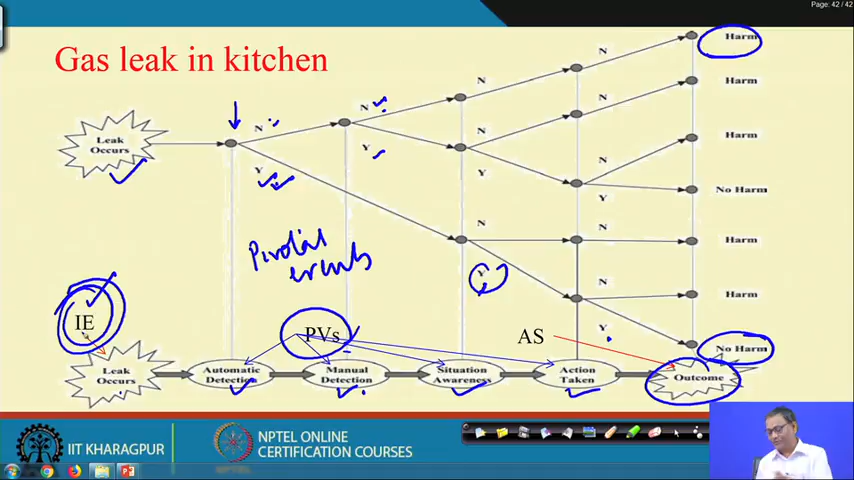 Page: 42 / 42
Gas leak in kitchen
Leak
Occurs
N
Y
N
Y
N
N
Y
N
Y
N
N
N
Y
N
Y
Harm
Harm
Harm
No Harm
Harm
Harm
No Harm
Pivotal
events
IE
PVs
AS
Leak
Occurs
Automatic
Detection
Manual
Detection
Situation
Awareness
Action
Taken
Outcome
IIT KHARAGPUR
NPTEL ONLINE
CERTIFICATION COURSES